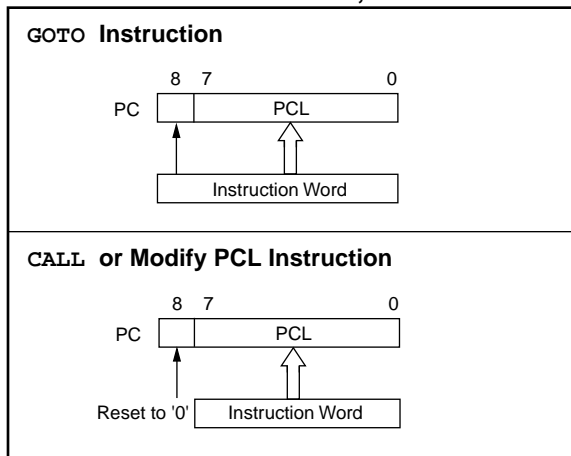 GOTO Instruction
8 7 0
PC PCL
Instruction Word
CALL or Modify PCL Instruction
8 7 0
PC PCL
Reset to '0' Instruction Word